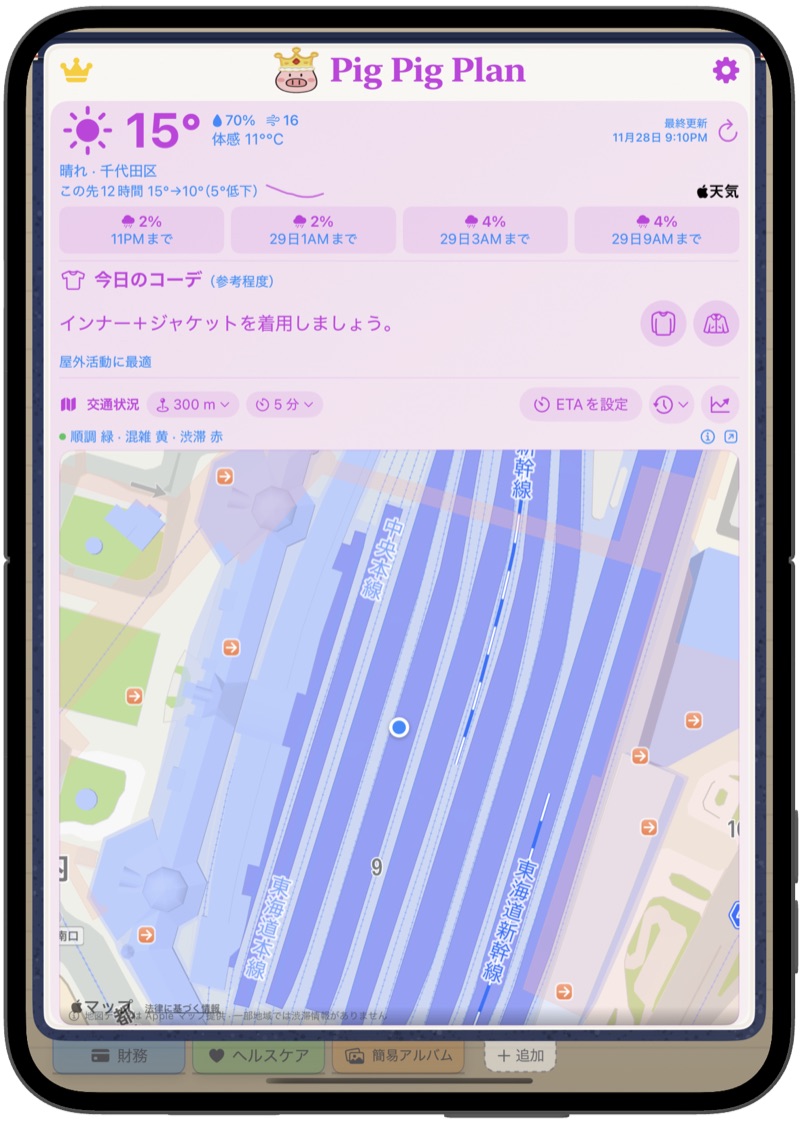 Pig Pig Plan
15°
70% 16
体感 11°°C
最終更新
11月28日 9:10PM
晴れ · 千代田区
この先12時間 15°→10°(5°低下)
天気
2%
11PMまで
2%
29日1AMまで
4%
29日3AMまで
4%
29日9AMまで
今日のコーデ (参考程度)
インナー+ジャケットを着用しましょう。
屋外活動に最適
交通状況 300 m 5 分 ETAを設定
順調 緑 · 混雑 黄 · 渋滞 赤
新幹線
中央本線
9
東海道本線
東海道新幹線
南口
マップ 法律に基づく情報
都
Apple マップ提供 · 一部地域では渋滞情報がありません
財務 ヘルスケア 簡易アルバム + 追加